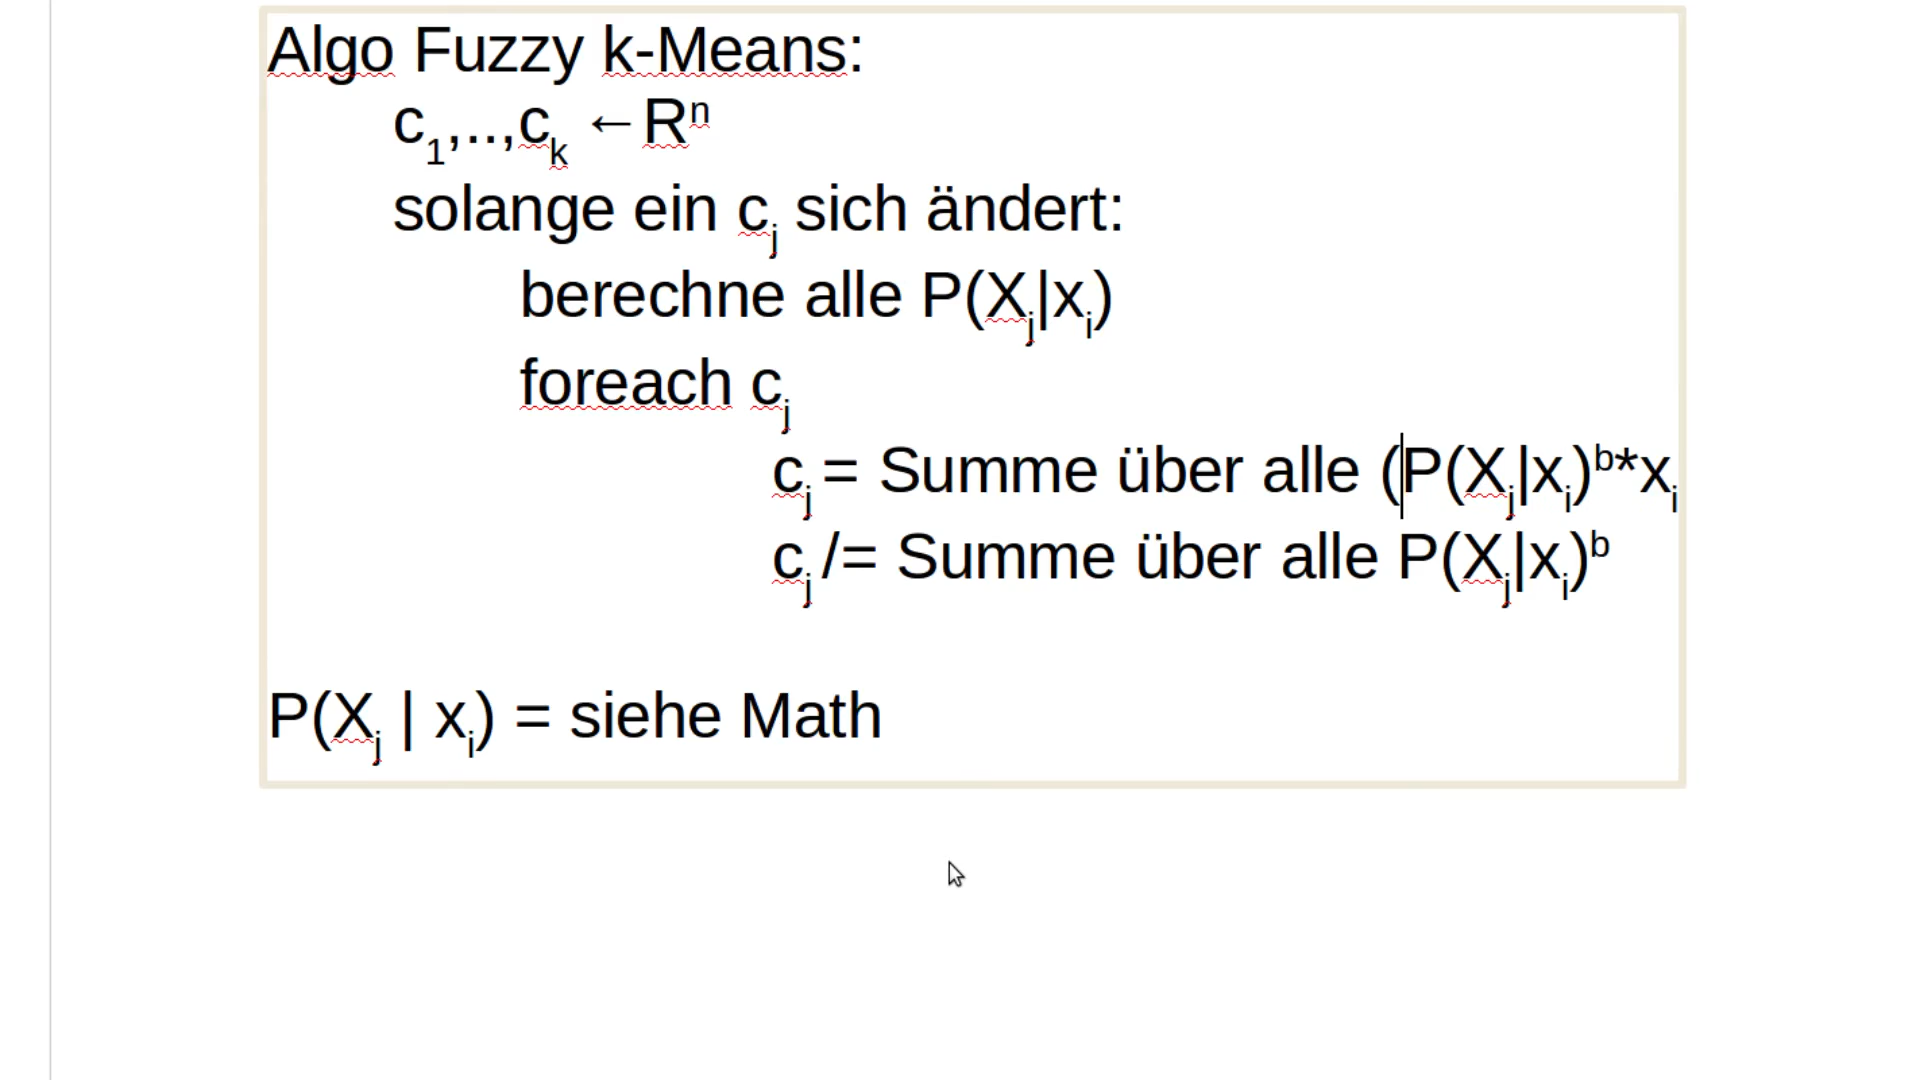 Algo Fuzzy k-Means:
c₁,..,cₖ ←Rⁿ
solange ein cⱼ sich ändert:
berechne alle P(Xⱼ|xᵢ)
foreach cⱼ
cⱼ = Summe über alle (P(Xⱼ|xᵢ)ᵇ*xᵢ
cⱼ /= Summe über alle P(Xⱼ|xᵢ)ᵇ
P(Xⱼ | xᵢ) = siehe Math